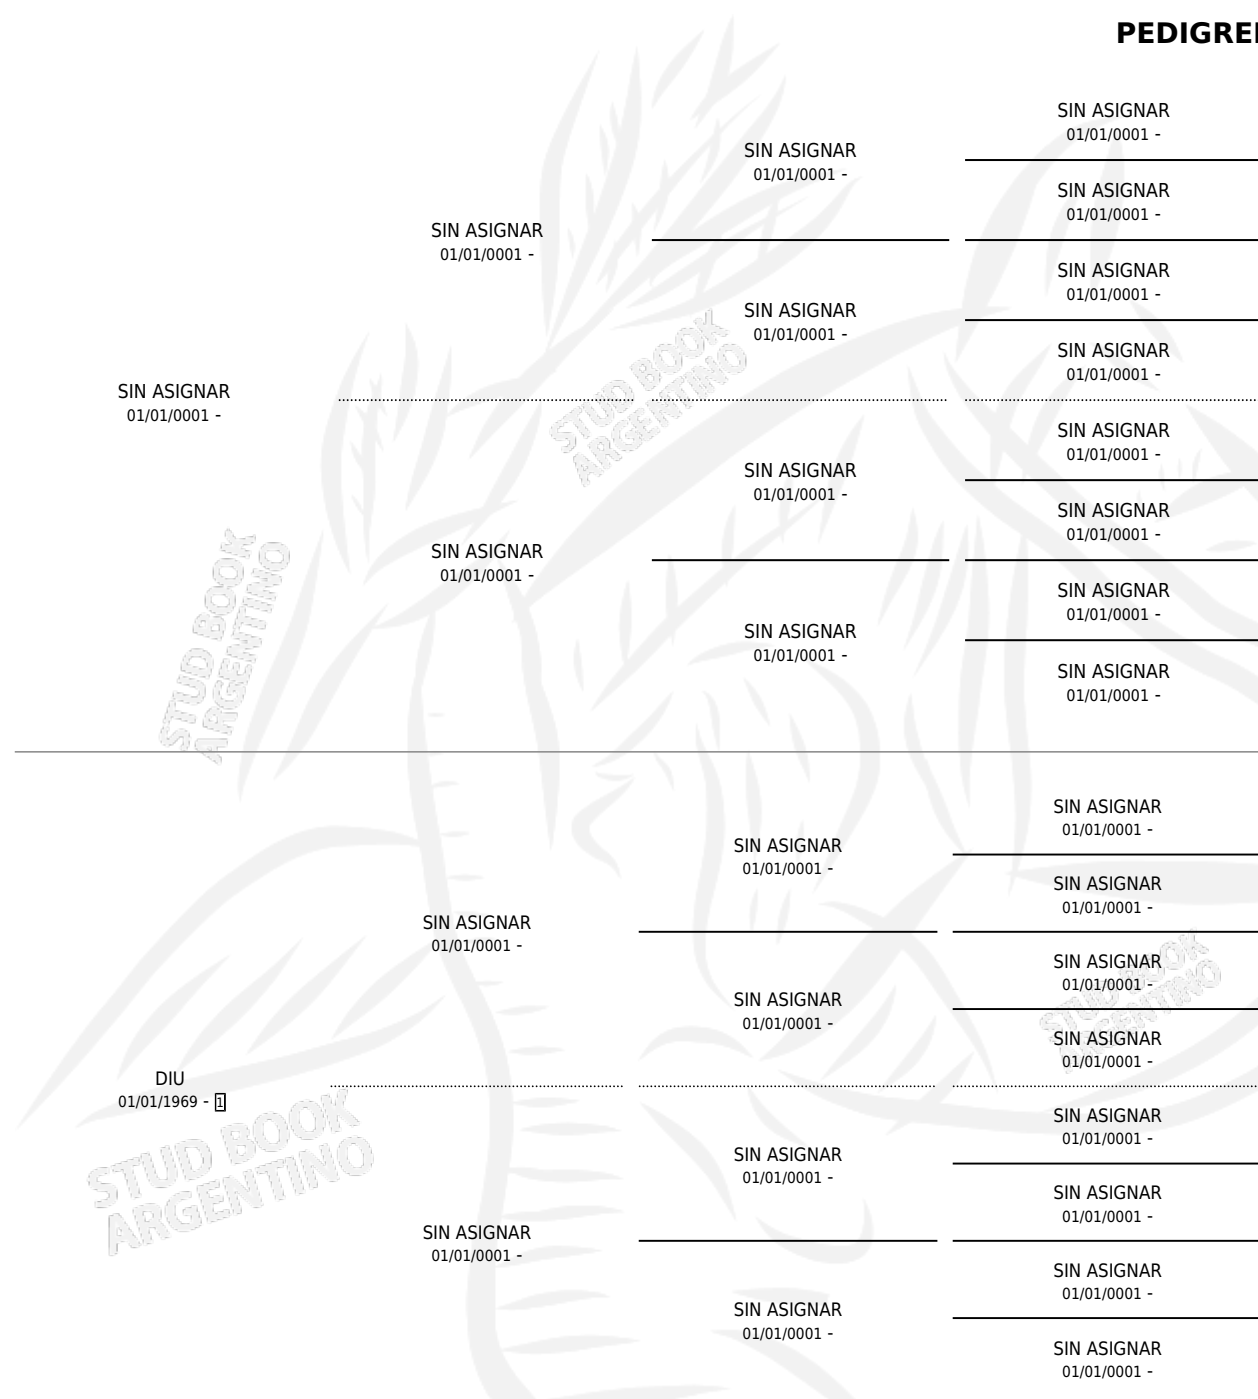 PEDIGREE
SIN ASIGNAR
01/01/0001 -
SIN ASIGNAR
01/01/0001 -
SIN ASIGNAR
01/01/0001 -
SIN ASIGNAR
01/01/0001 -
SIN ASIGNAR
01/01/0001 -
SIN ASIGNAR
01/01/0001 -
SIN ASIGNAR
01/01/0001 -
SIN ASIGNAR
01/01/0001 -
SIN ASIGNAR
01/01/0001 -
SIN ASIGNAR
01/01/0001 -
SIN ASIGNAR
01/01/0001 -
SIN ASIGNAR
01/01/0001 -
SIN ASIGNAR
01/01/0001 -
SIN ASIGNAR
01/01/0001 -
SIN ASIGNAR
01/01/0001 -
STUD BOOK
ARGENTINO
STUD BOOK
ARGENTINO
SIN ASIGNAR
01/01/0001 -
SIN ASIGNAR
01/01/0001 -
SIN ASIGNAR
01/01/0001 -
SIN ASIGNAR
01/01/0001 -
SIN ASIGNAR
01/01/0001 -
SIN ASIGNAR
01/01/0001 -
SIN ASIGNAR
01/01/0001 -
DIU
01/01/1969 - 1
SIN ASIGNAR
01/01/0001 -
SIN ASIGNAR
01/01/0001 -
SIN ASIGNAR
01/01/0001 -
SIN ASIGNAR
01/01/0001 -
SIN ASIGNAR
01/01/0001 -
SIN ASIGNAR
01/01/0001 -
SIN ASIGNAR
01/01/0001 -
STUD BOOK
ARGENTINO
STUD BOOK
ARGENTINO